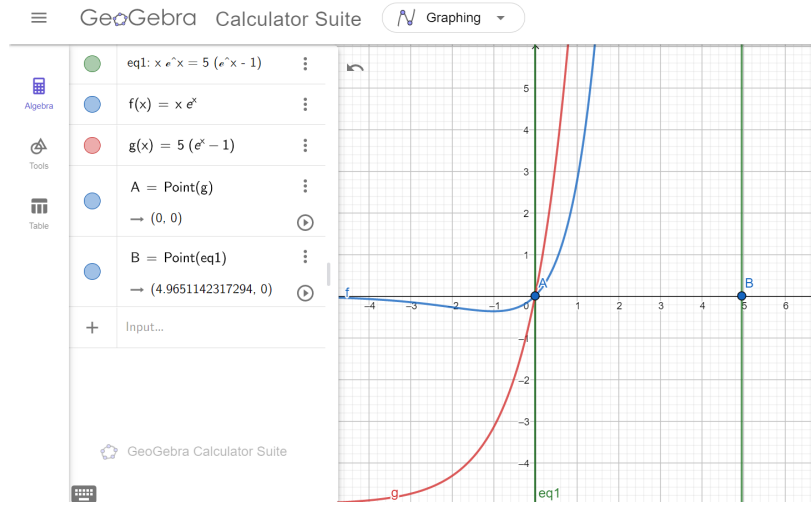 GeoGebra Calculator Suite Graphing
eq1: x e^x = 5 (e^x - 1)
f(x) = x eˣ
g(x) = 5 (eˣ − 1)
A = Point(g)
→ (0, 0)
B = Point(eq1)
→ (4.9651142317294, 0)
+ Input...
GeoGebra Calculator Suite
Algebra
Tools
Table
5
4
3
2
1
f
A
B
−4 −3 −2 −1 0 1 2 3 4 5 6
−1
−2
−3
−4
g
eq1